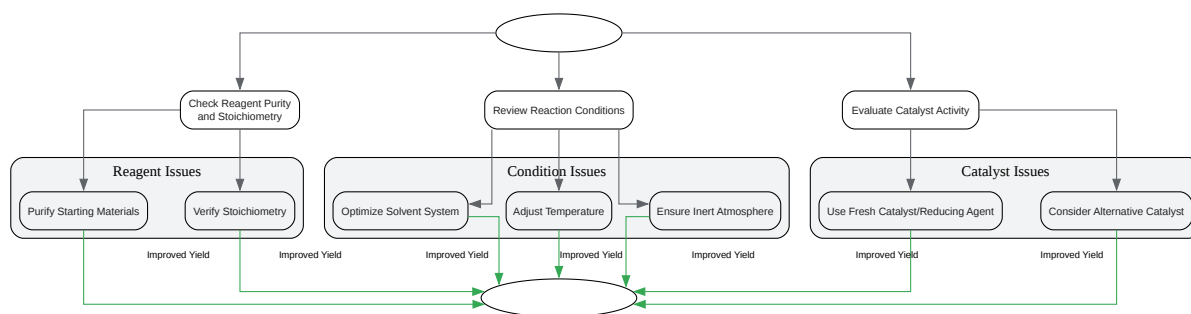 Check Reagent Purity
and Stoichiometry
Review Reaction Conditions
Evaluate Catalyst Activity
Reagent Issues
Condition Issues
Catalyst Issues
Purify Starting Materials
Verify Stoichiometry
Optimize Solvent System
Adjust Temperature
Ensure Inert Atmosphere
Use Fresh Catalyst/Reducing Agent
Consider Alternative Catalyst
Improved Yield
Improved Yield
Improved Yield
Improved Yield
Improved Yield
Improved Yield
Improved Yield